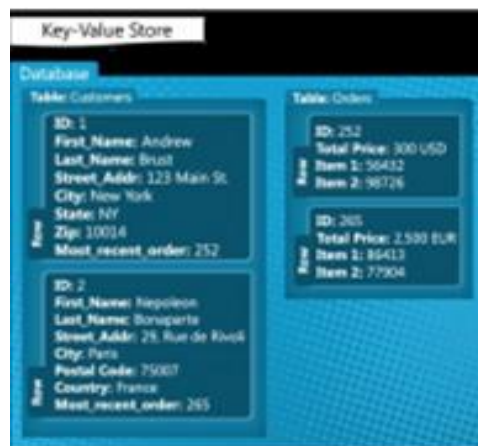 Key-Value Store
Database
Table: Customers
Row
ID: 1
First_Name: Andrew
Last_Name: Brust
Street_Addr: 123 Main St.
City: New York
State: NY
Zip: 10014
Most_recent_order: 252
Row
ID: 2
First_Name: Nepoleon
Last_Name: Bonaparte
Street_Addr: 29, Rue de Rivoli
City: Paris
Postal Code: 75007
Country: France
Most_recent_order: 265
Table: Orders
Row
ID: 252
Total Price: 300 USD
Item 1: 56432
Item 2: 98726
Row
ID: 265
Total Price: 2,500 EUR
Item 1: 86413
Item 2: 77904